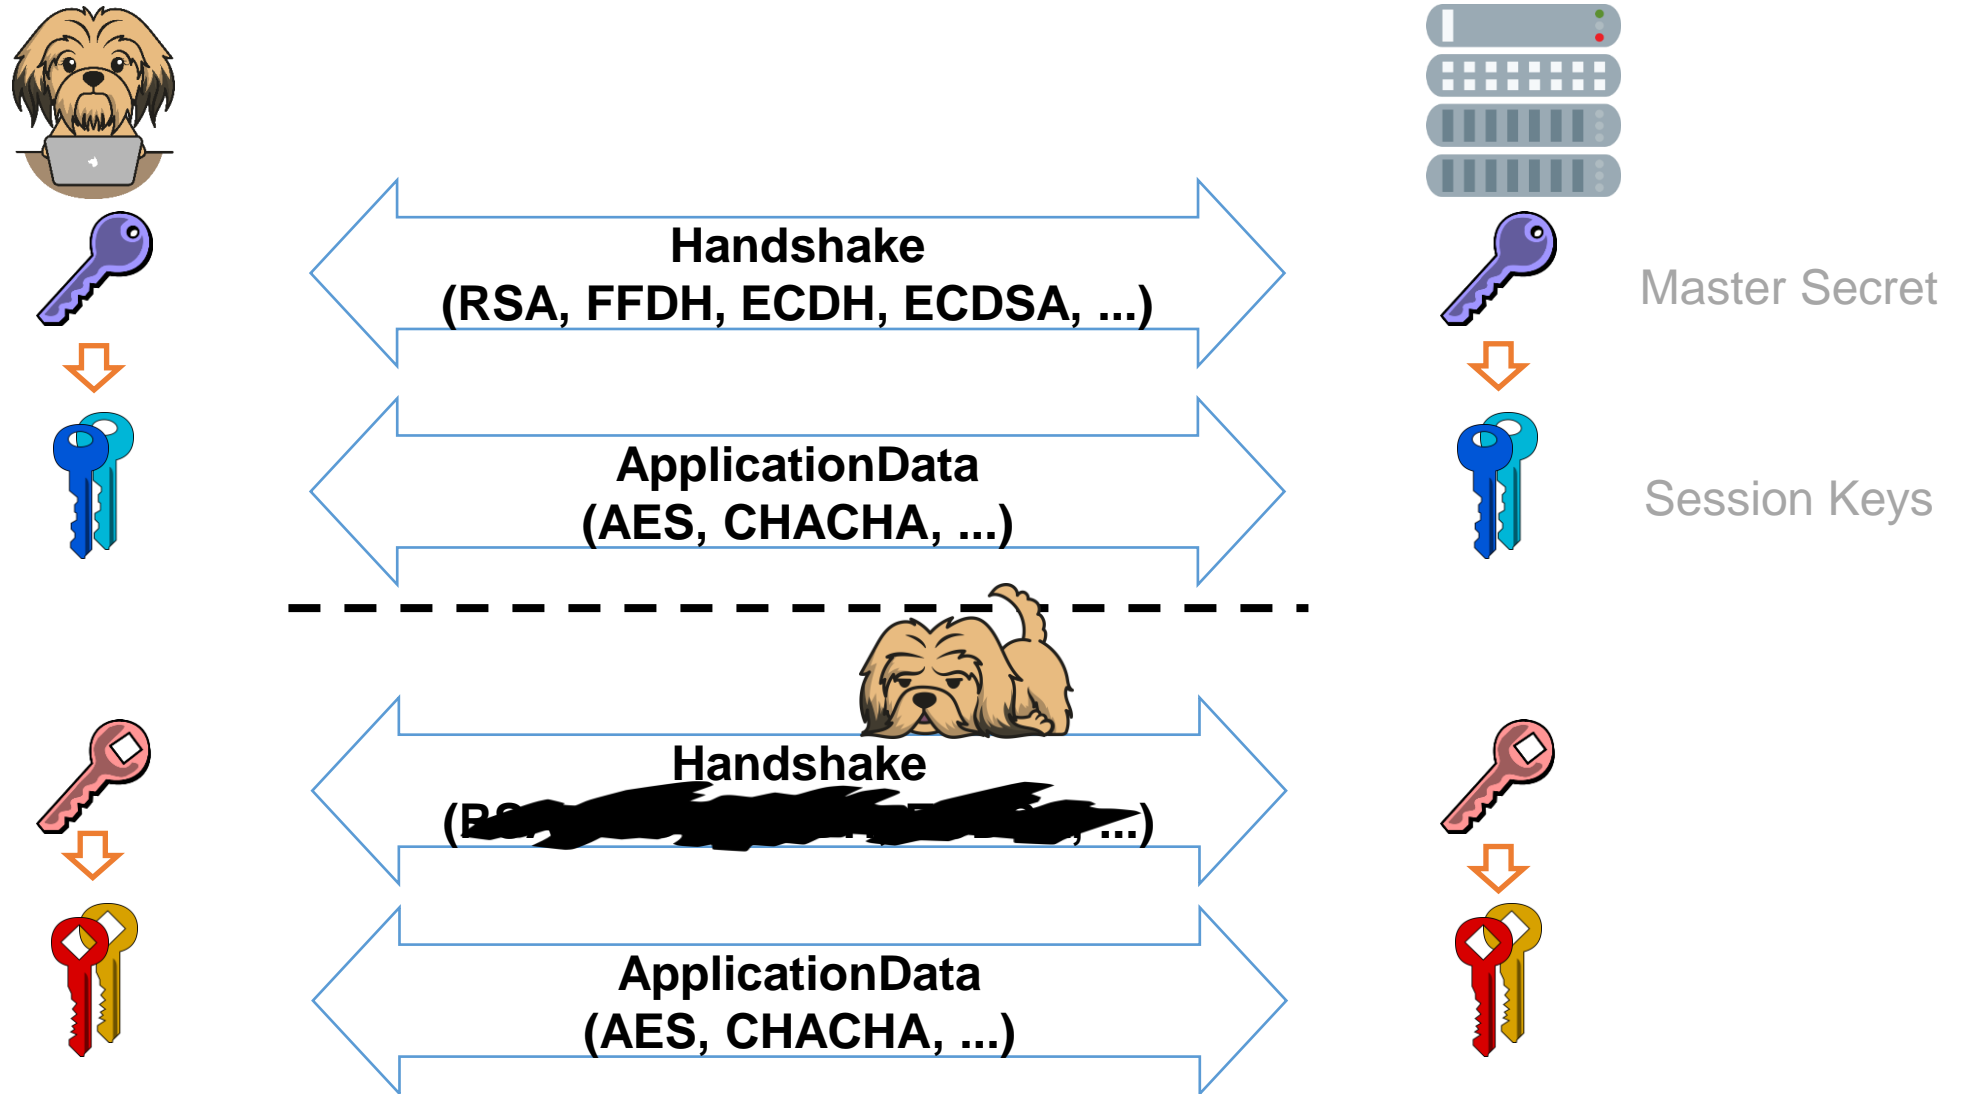 Handshake
(RSA, FFDH, ECDH, ECDSA, ...)
Master Secret
ApplicationData
(AES, CHACHA, ...)
Session Keys
Handshake
...)
ApplicationData
(AES, CHACHA, ...)